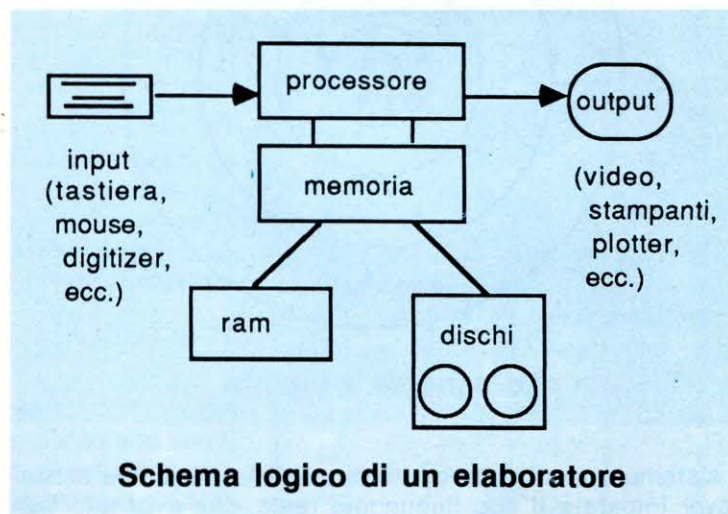 processore
output
input
(tastiera,
mouse,
digitizer,
ecc.)
memoria
(video,
stampanti,
plotter,
ecc.)
ram
dischi
Schema logico di un elaboratore